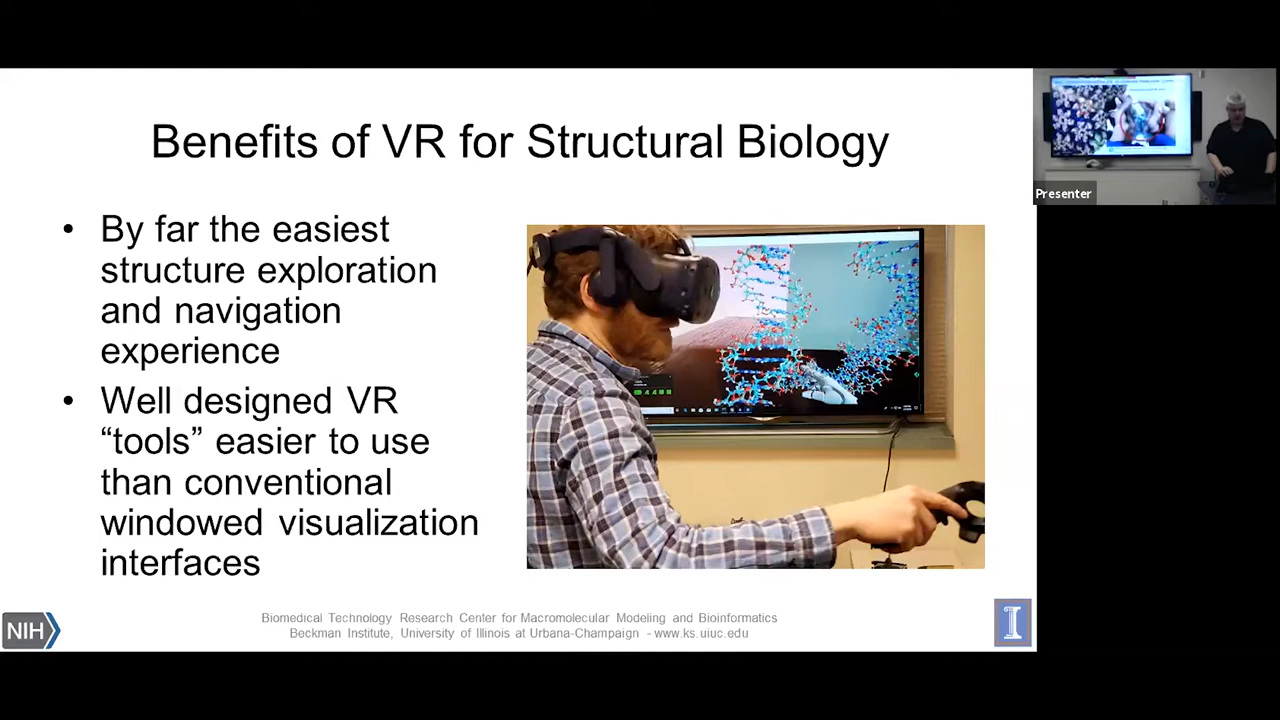 Benefits of VR for Structural Biology
• By far the easiest
structure exploration
and navigation
experience
• Well designed VR
“tools” easier to use
than conventional
windowed visualization
interfaces
Presenter
NIH
Biomedical Technology Research Center for Macromolecular Modeling and Bioinformatics
Beckman Institute, University of Illinois at Urbana-Champaign - www.ks.uiuc.edu
I